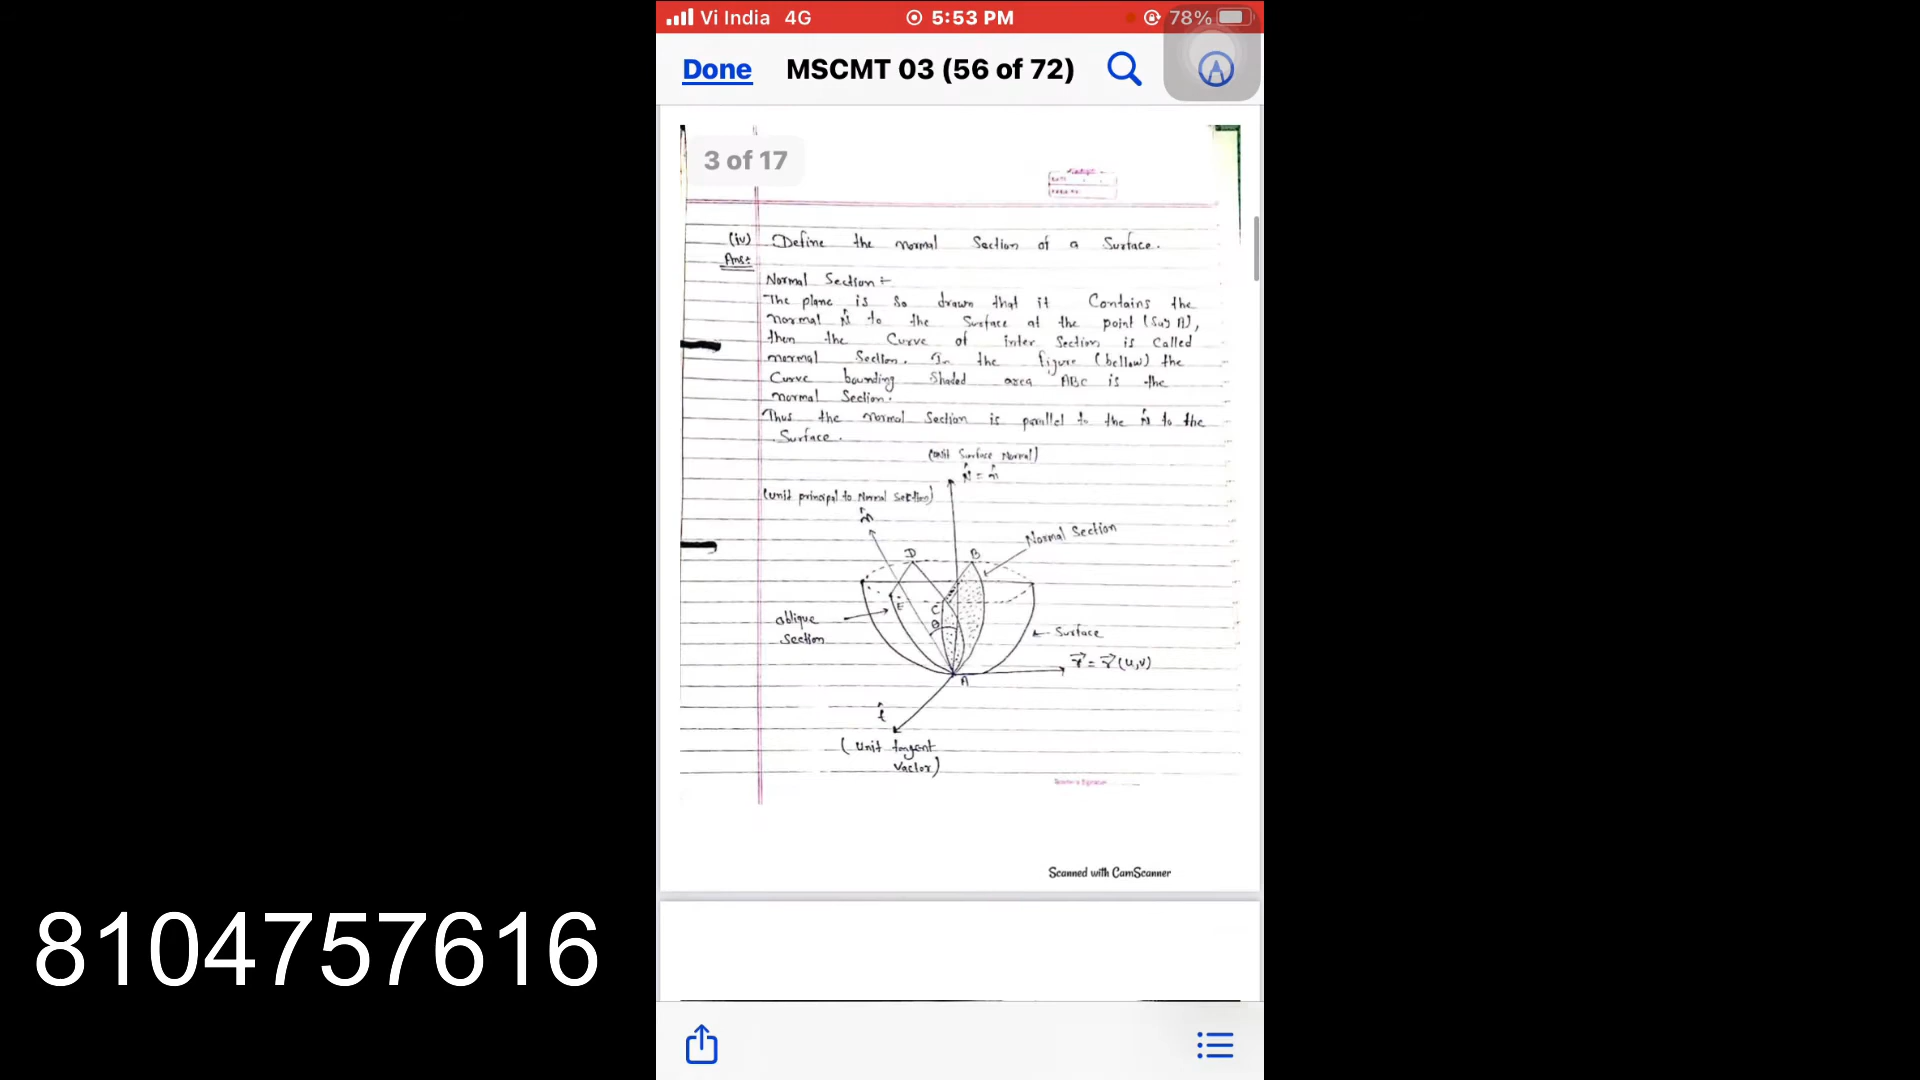 Vi India 4G 5:53 PM 78%
Done MSCMT 03 (56 of 72)
3 of 17
(iv) Define the normal Section of a Surface.
Ans:
Normal Section :-
The plane is so drawn that it Contains the
normal N̂ to the Surface at the point (Say A),
then the Curve of inter Section is Called
normal Section. In the figure (bellow) the
Curve bounding Shaded area ABC is the
normal Section.
Thus the normal Section is parallel to the N̂ to the
Surface.
(Unit Surface Normal)
N̂ = n̂
(Unit principal to Normal Section)
n̂
Normal Section
D B
E C
θ
oblique
section
Surface
r⃗ = r⃗ (u,v)
A
t̂
(Unit tangent
vactor)
Scanned with CamScanner
8104757616